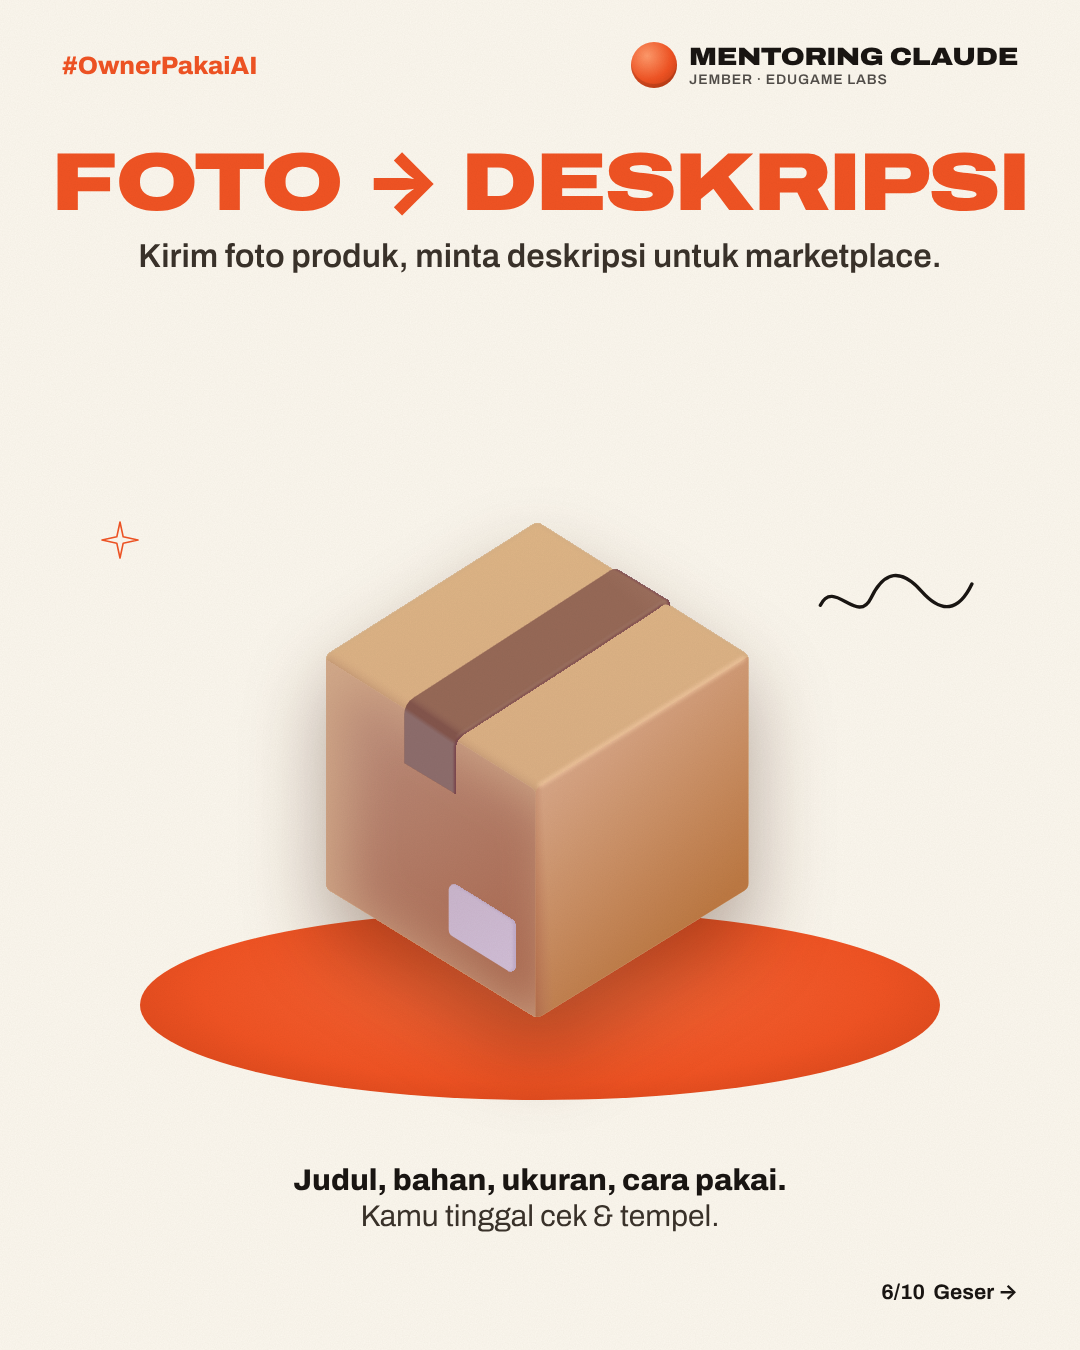 #OwnerPakaiAI
MENTORING CLAUDE
JEMBER · EDUGAME LABS
FOTO → DESKRIPSI
Kirim foto produk, minta deskripsi untuk marketplace.
Judul, bahan, ukuran, cara pakai.
Kamu tinggal cek & tempel.
6/10 Geser →